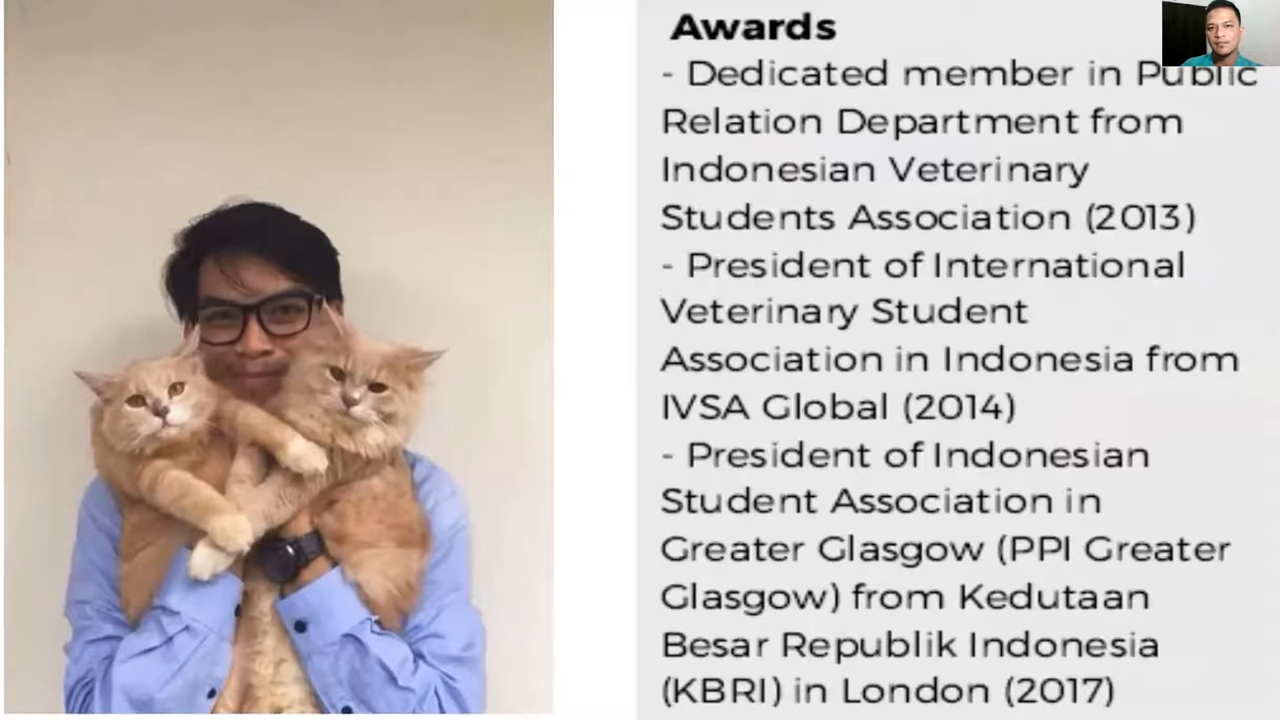 Awards
- Dedicated member in Public
Relation Department from
Indonesian Veterinary
Students Association (2013)
- President of International
Veterinary Student
Association in Indonesia from
IVSA Global (2014)
- President of Indonesian
Student Association in
Greater Glasgow (PPI Greater
Glasgow) from Kedutaan
Besar Republik Indonesia
(KBRI) in London (2017)